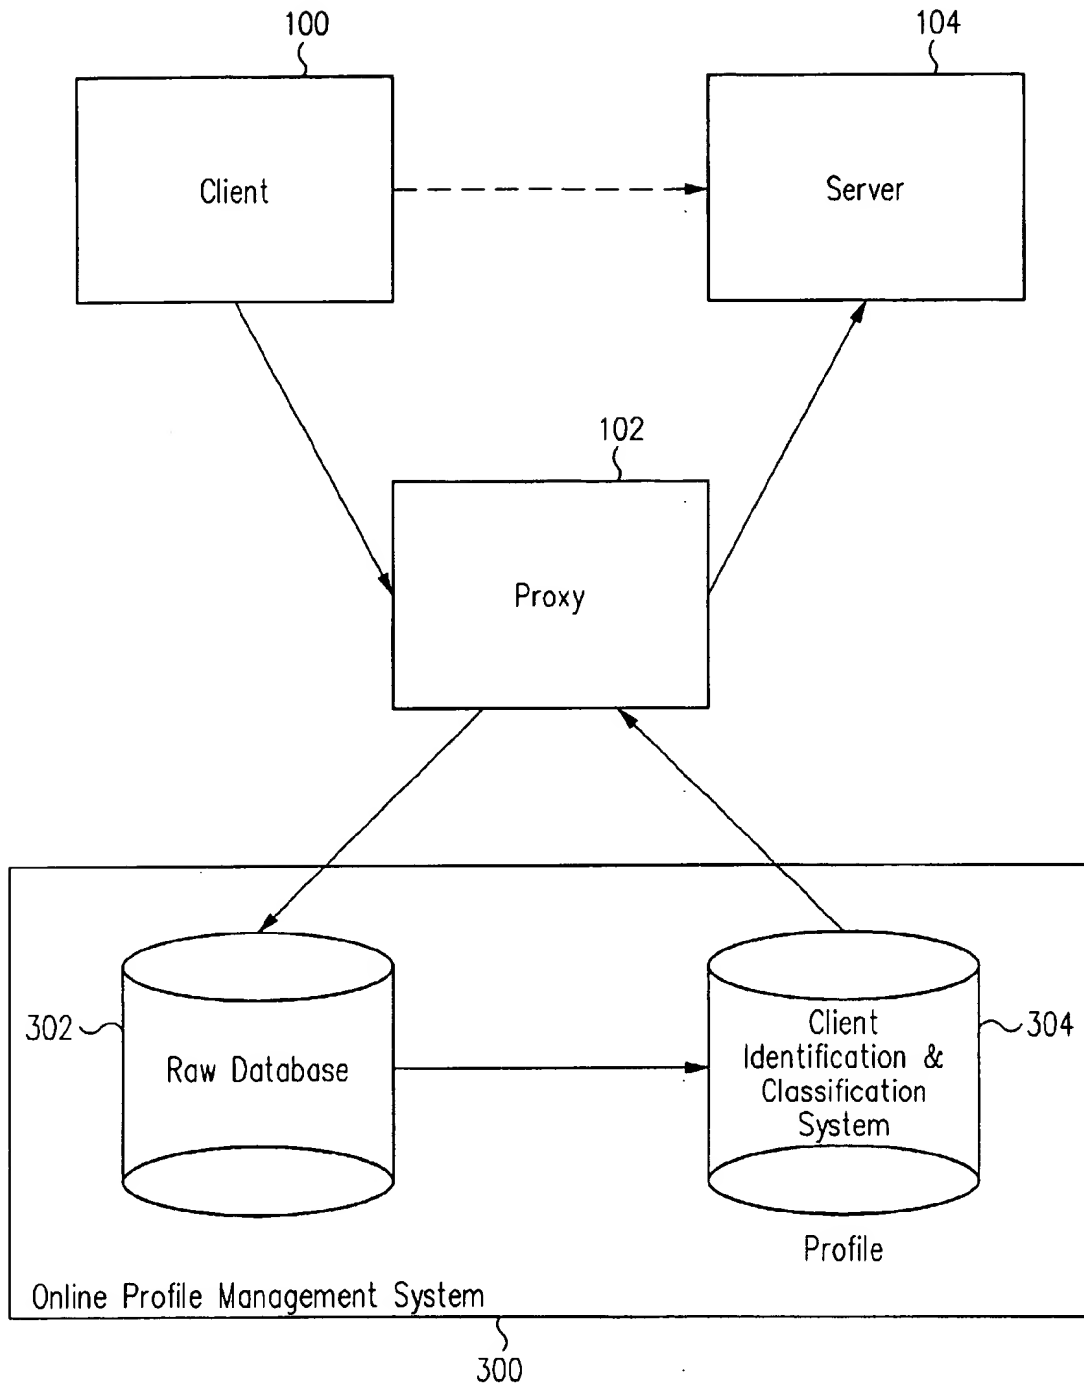 100
104
Client
Server
102
Proxy
302
Raw Database
Client
Identification &
Classification
System
304
Profile
Online Profile Management System
300